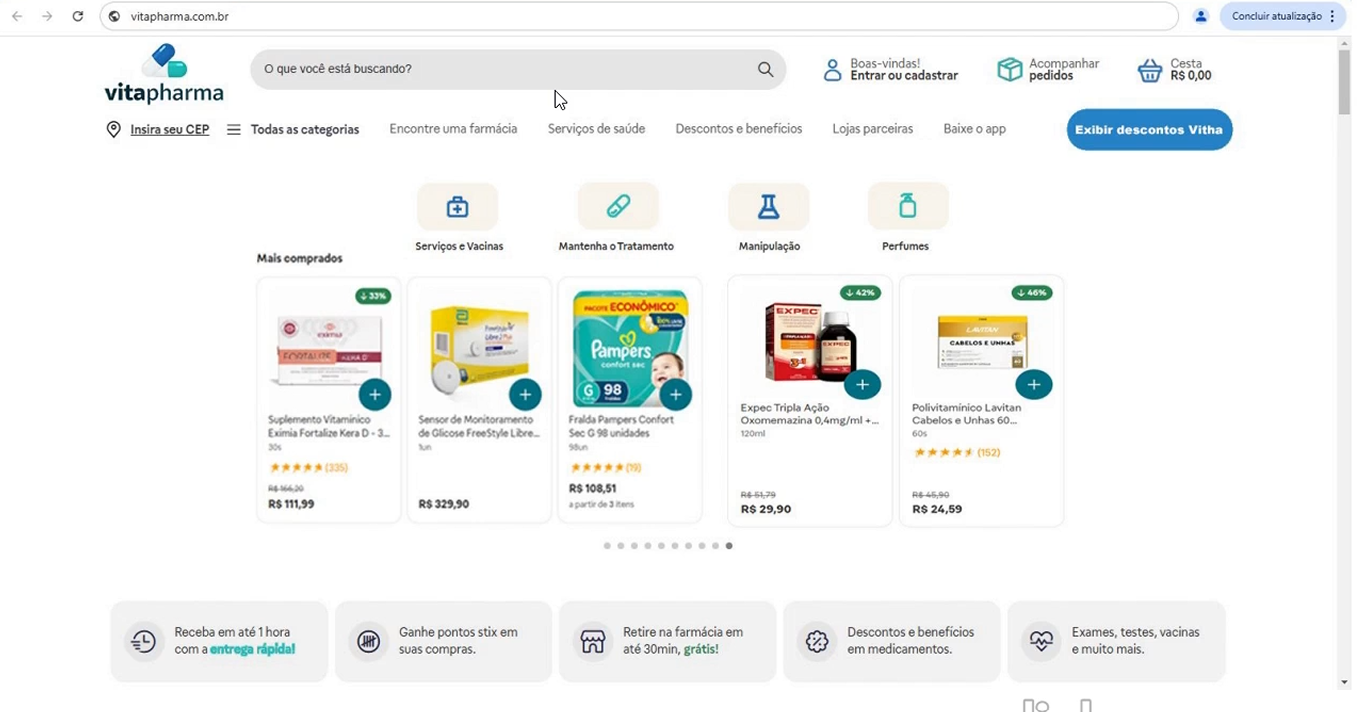 vitapharma.com.br
Concluir atualização
vitapharma
O que você está buscando?
Boas-vindas!
Entrar ou cadastrar
Acompanhar
pedidos
Cesta
R$ 0,00
Insira seu CEP
Todas as categorias
Encontre uma farmácia
Serviços de saúde
Descontos e benefícios
Lojas parceiras
Baixe o app
Exibir descontos Vitha
Serviços e Vacinas
Mantenha o Tratamento
Manipulação
Perfumes
Mais comprados
33%
FORTALIZE KERA D
Suplemento Vitamínico
Eximia Fortalize Kera D - 3...
30s
(335)
R$ 166,20
R$ 111,99
Sensor de Monitoramento
de Glicose FreeStyle Libre...
1un
R$ 329,90
PACOTE ECONÔMICO
Pampers
confort sec
G 98
Fralda Pampers Confort
Sec G 98 unidades
98un
(19)
R$ 108,51
a partir de 3 itens
42%
EXPEC
EXPEC
Expec Tripla Ação
Oxomemazina 0,4mg/ml +...
120ml
R$ 51,79
R$ 29,90
46%
LAVITAN
CABELOS E UNHAS
Polivitamínico Lavitan
Cabelos e Unhas 60...
60s
(152)
R$ 45,90
R$ 24,59
Receba em até 1 hora
com a entrega rápida!
Ganhe pontos stix em
suas compras.
Retire na farmácia em
até 30min, grátis!
Descontos e benefícios
em medicamentos.
Exames, testes, vacinas
e muito mais.